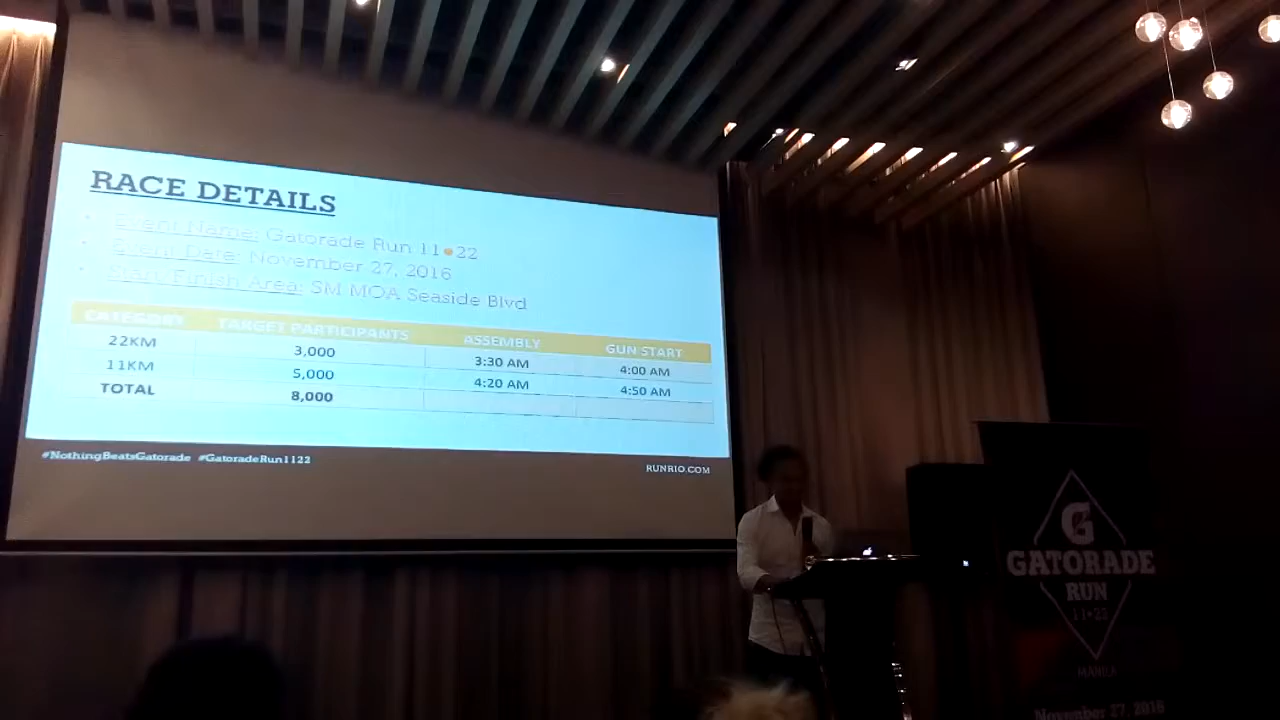 RACE DETAILS
Event Name: Gatorade Run 11•22
Event Date: November 27, 2016
Start/Finish Area: SM MOA Seaside Blvd
CATEGORY TARGET PARTICIPANTS ASSEMBLY GUN START
22KM 3,000 3:30 AM 4:00 AM
11KM 5,000 4:20 AM 4:50 AM
TOTAL 8,000
#NothingBeatsGatorade #GatoradeRun1122
RUNRIO.COM
G
GATORADE
RUN
11•22
MANILA
November 27, 2016